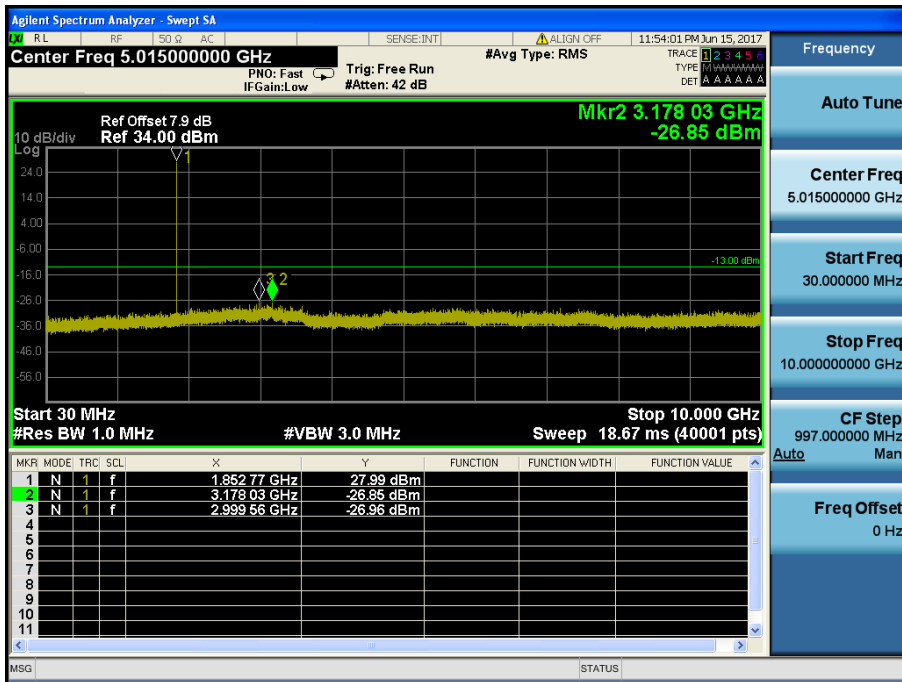 Agilent Spectrum Analyzer - Swept SA
LXI RL RF 50 Ω AC SENSE:INT ALIGN OFF 11:54:01 PM Jun 15, 2017
Center Freq 5.015000000 GHz #Avg Type: RMS TRACE 1 2 3 4 5 6
PNO: Fast Trig: Free Run TYPE M W W W W W
IFGain:Low #Atten: 42 dB DET A A A A A A
Frequency
Auto Tune
Center Freq
5.015000000 GHz
Start Freq
30.000000 MHz
Stop Freq
10.000000000 GHz
CF Step
997.000000 MHz
Auto Man
Freq Offset
0 Hz
Mkr2 3.178 03 GHz
-26.85 dBm
Ref Offset 7.9 dB
10 dB/div Ref 34.00 dBm
Log
1
24.0
14.0
4.00
-6.00
-13.00 dBm
-16.0
3 2
-26.0
-36.0
-46.0
-56.0
Start 30 MHz Stop 10.000 GHz
#Res BW 1.0 MHz #VBW 3.0 MHz Sweep 18.67 ms (40001 pts)
MKR MODE TRC SCL X Y FUNCTION FUNCTION WIDTH FUNCTION VALUE
1 N 1 f 1.852 77 GHz 27.99 dBm
2 N 1 f 3.178 03 GHz -26.85 dBm
3 N 1 f 2.999 56 GHz -26.96 dBm
4
5
6
7
8
9
10
11
MSG STATUS